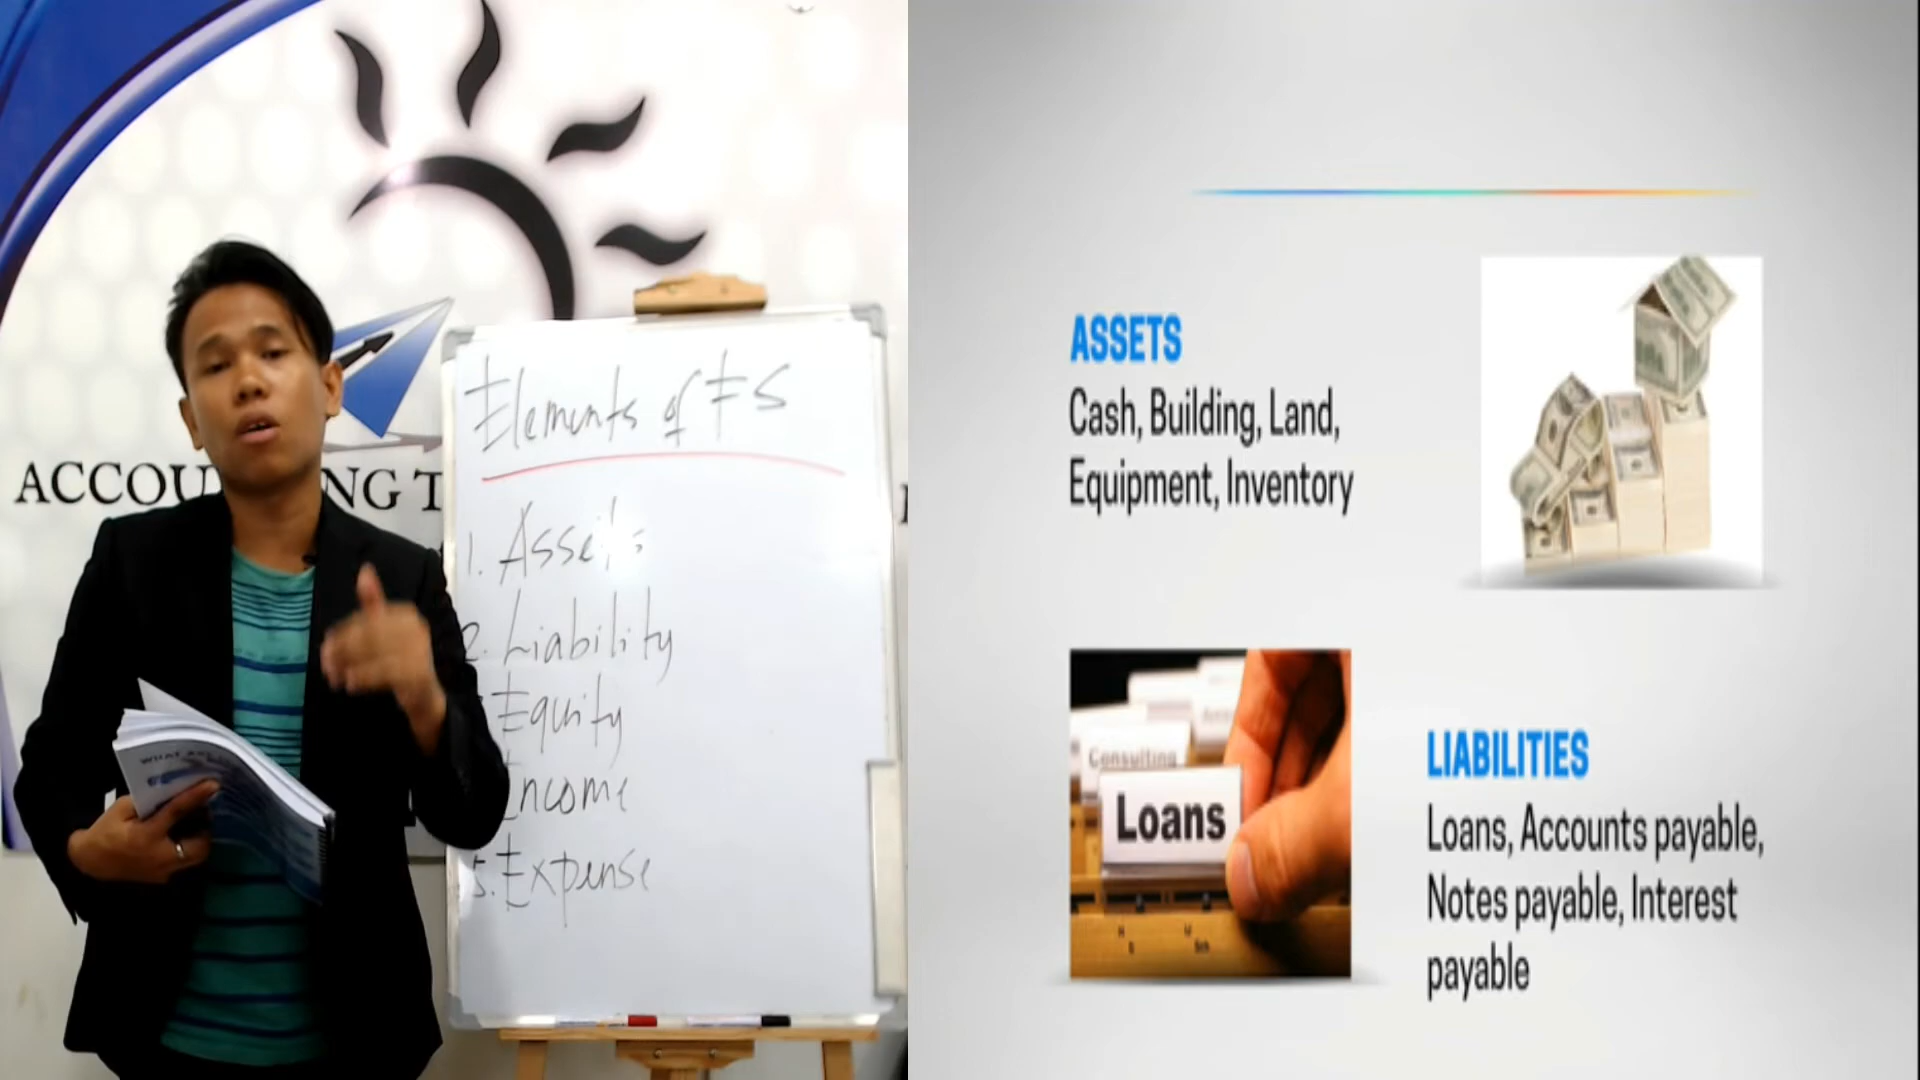 ACCOU NG T
Elements of FS
1. Assets
2. Liability
Equity
Income
5. Expense
ASSETS
Cash, Building, Land,
Equipment, Inventory
Consulting
Loans
LIABILITIES
Loans, Accounts payable,
Notes payable, Interest
payable